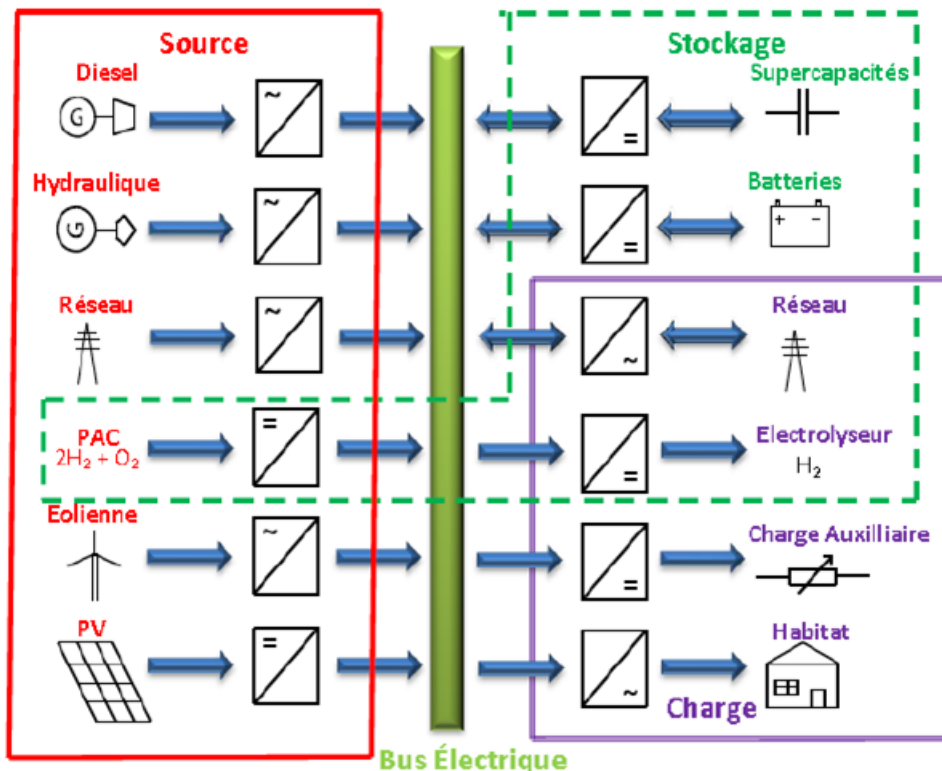 Source
Stockage
Diesel
Supercapacités
G
~
=
Hydraulique
Batteries
G
~
=
+ -
Réseau
Réseau
~
~
PAC
2H₂ + O₂
=
=
Electrolyseur
H₂
Eolienne
~
=
Charge Auxilliaire
PV
=
~
Habitat
Charge
Bus Électrique